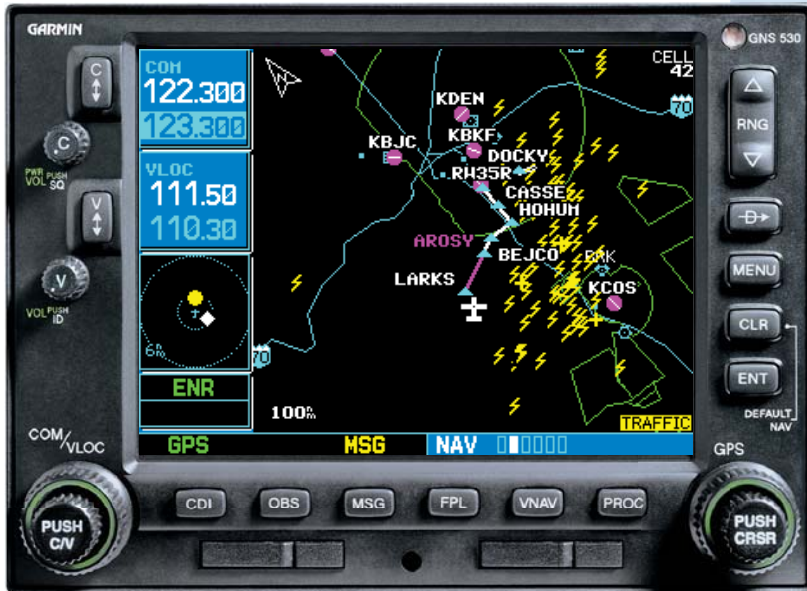 GARMIN
GNS 530
COM
122.300
123.300
VLOC
111.50
110.30
CELL
42
70
KDEN
KBKF
KBJC
DOCKY
RW35R
CASSE
HOHUM
AROSY
BEJCO
BRK
LARKS
KCOS
70
ENR
100
TRAFFIC
GPS
MSG
NAV
C
.C
PWR
VOL
PUSH
SQ
V
.V
VOL
PUSH
ID
RNG
D
MENU
CLR
ENT
DEFAULT
NAV
COM/VLOC
GPS
PUSH
C/V
CDI
OBS
MSG
FPL
VNAV
PROC
PUSH
CRSR